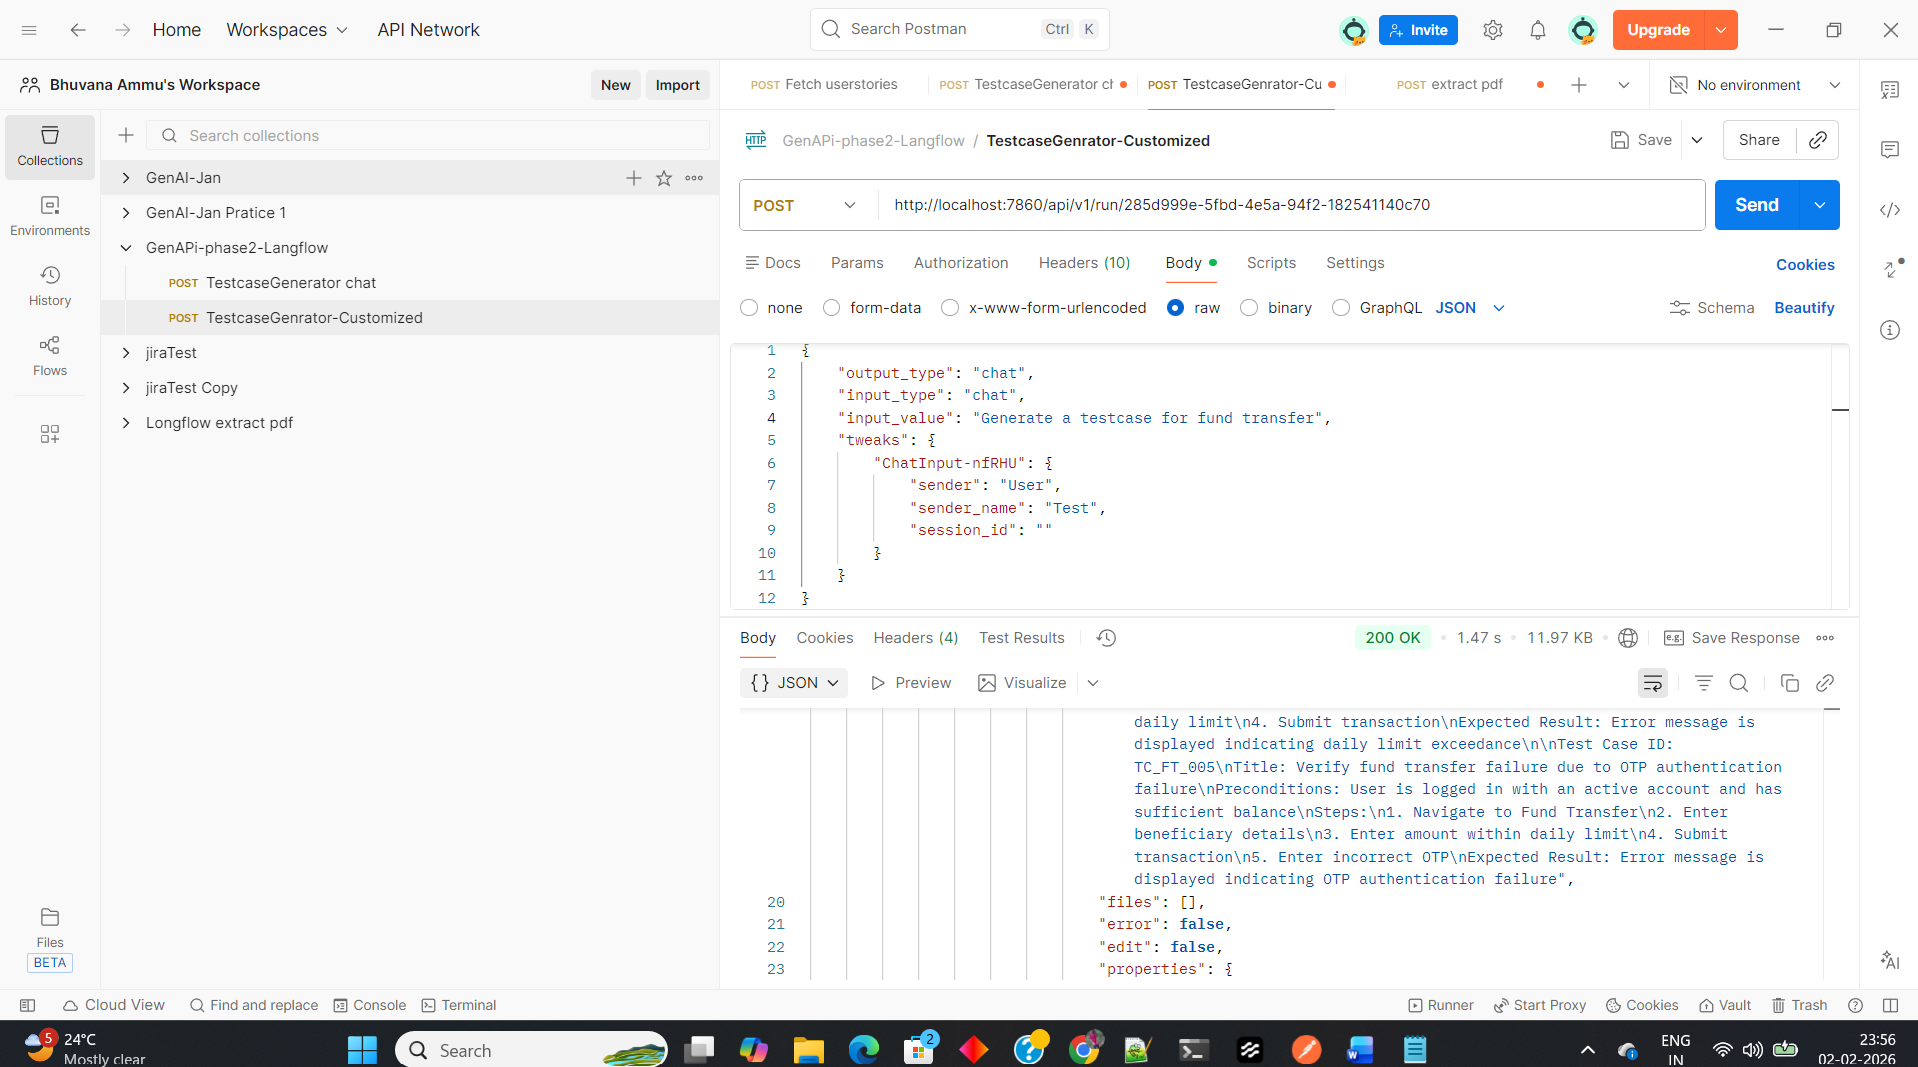 Home
Workspaces
API Network
Search Postman
Ctrl
K
Invite
Upgrade
Bhuvana Ammu's Workspace
New
Import
POST Fetch userstories
POST TestcaseGenerator ch
POST TestcaseGenrator-Cu
POST extract pdf
No environment
Collections
Environments
History
Flows
Files
BETA
Search collections
GenAI-Jan
GenAI-Jan Pratice 1
GenAPi-phase2-Langflow
POST TestcaseGenerator chat
POST TestcaseGenrator-Customized
jiraTest
jiraTest Copy
Longflow extract pdf
HTTP GenAPi-phase2-Langflow / TestcaseGenrator-Customized
Save
Share
POST
http://localhost:7860/api/v1/run/285d999e-5fbd-4e5a-94f2-182541140c70
Send
Docs
Params
Authorization
Headers (10)
Body
Scripts
Settings
Cookies
none
form-data
x-www-form-urlencoded
raw
binary
GraphQL
JSON
Schema
Beautify
1 {
2 "output_type": "chat",
3 "input_type": "chat",
4 "input_value": "Generate a testcase for fund transfer",
5 "tweaks": {
6 "ChatInput-nfRHU": {
7 "sender": "User",
8 "sender_name": "Test",
9 "session_id": ""
10 }
11 }
12 }
Body
Cookies
Headers (4)
Test Results
200 OK
1.47 s
11.97 KB
e.g. Save Response
{} JSON
Preview
Visualize
daily limit\n4. Submit transaction\nExpected Result: Error message is
displayed indicating daily limit exceedance\n\nTest Case ID:
TC_FT_005\nTitle: Verify fund transfer failure due to OTP authentication
failure\nPreconditions: User is logged in with an active account and has
sufficient balance\nSteps:\n1. Navigate to Fund Transfer\n2. Enter
beneficiary details\n3. Enter amount within daily limit\n4. Submit
transaction\n5. Enter incorrect OTP\nExpected Result: Error message is
displayed indicating OTP authentication failure",
20 "files": [],
21 "error": false,
22 "edit": false,
23 "properties": {
AI
Cloud View
Find and replace
Console
Terminal
Runner
Start Proxy
Cookies
Vault
Trash
5
24°C
Mostly clear
Search
2
ENG
IN
23:56
02-02-2026